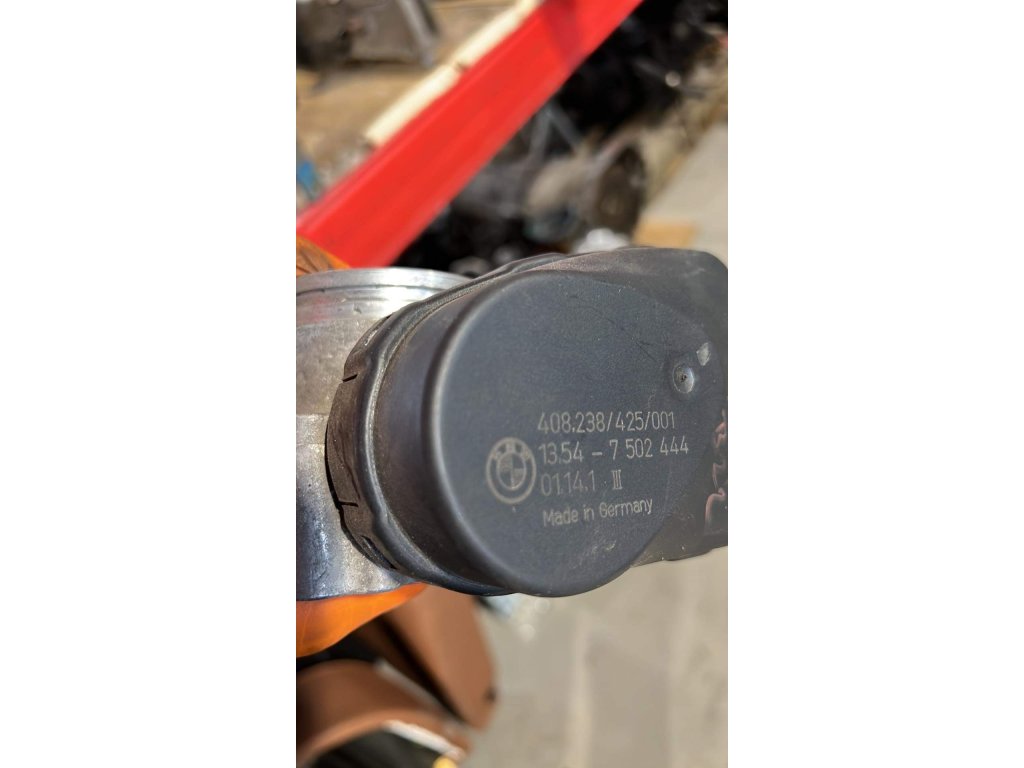 408.238/425/001
13.54 - 7 502 444
01.14.1 III
Made in Germany